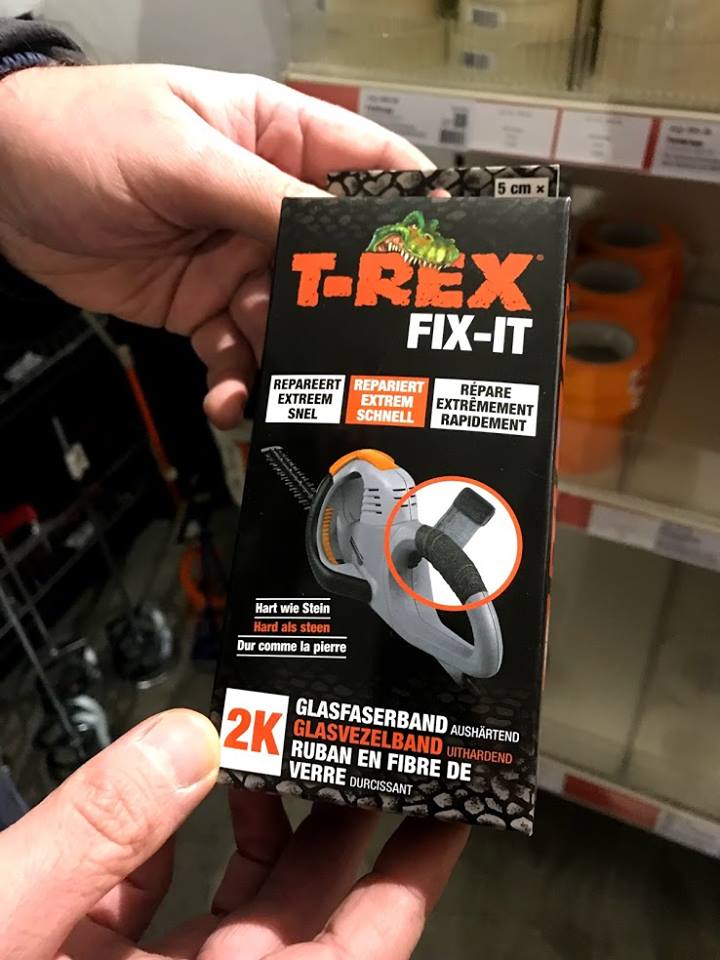 5 cm x
T-REX
FIX-IT
REPAREERT
EXTREEM
SNEL
REPARIERT
EXTREM
SCHNELL
RÉPARE
EXTRÊMEMENT
RAPIDEMENT
Hart wie Stein
Hard als steen
Dur comme la pierre
2K
GLASFASERBAND AUSHÄRTEND
GLASVEZELBAND UITHARDEND
RUBAN EN FIBRE DE
VERRE DURCISSANT